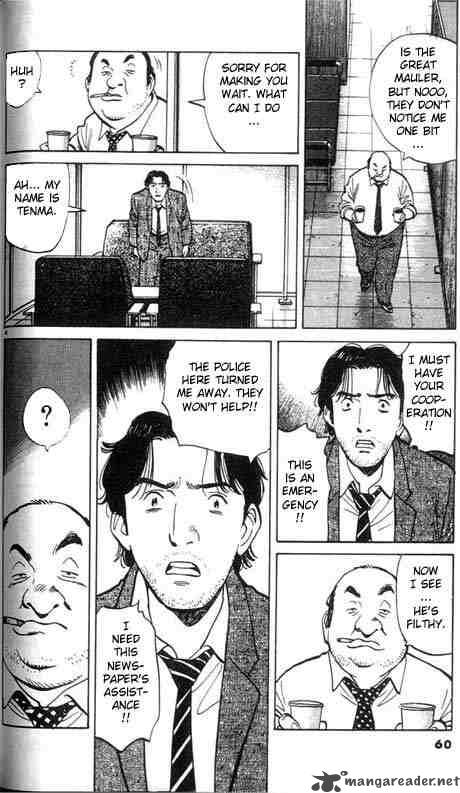 IS THE
GREAT
MAULER,
BUT NOOO,
THEY DON'T
NOTICE ME
ONE BIT
...
SORRY FOR
MAKING YOU
WAIT. WHAT
CAN I DO
...
HUH
?
AH... MY
NAME IS
TENMA.
I MUST
HAVE
YOUR
COOP-
ERATION
!!
THIS
IS AN
EMER-
GENCY
!!
THE POLICE
HERE TURNED
ME AWAY. THEY
WON'T HELP!!
I
NEED
THIS
NEWS-
PAPER'S
ASSIST-
ANCE
!!
?
NOW
I SEE
...
HE'S
FILTHY.
60
mangareader.net